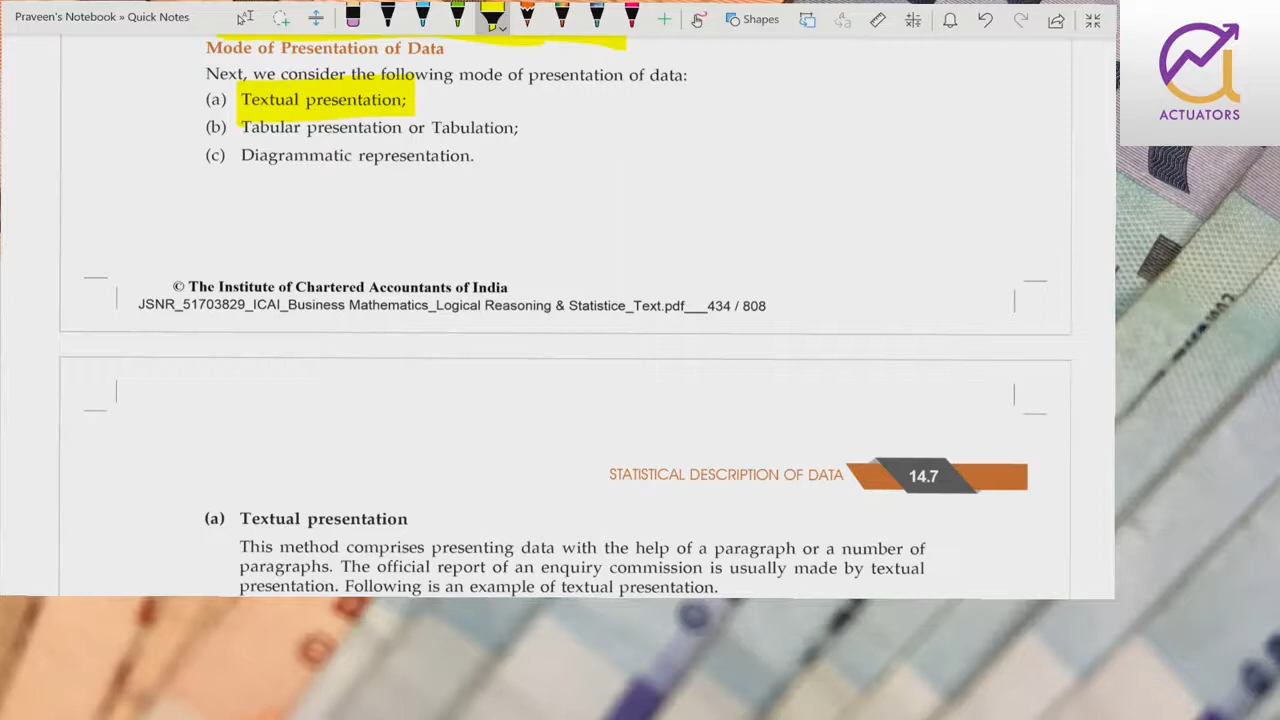 Praveen's Notebook » Quick Notes
Shapes
ACTUATORS
Mode of Presentation of Data
Next, we consider the following mode of presentation of data:
(a) Textual presentation;
(b) Tabular presentation or Tabulation;
(c) Diagrammatic representation.
© The Institute of Chartered Accountants of India
JSNR_51703829_ICAI_Business Mathematics_Logical Reasoning & Statistice_Text.pdf___434 / 808
STATISTICAL DESCRIPTION OF DATA 14.7
(a) Textual presentation
This method comprises presenting data with the help of a paragraph or a number of
paragraphs. The official report of an enquiry commission is usually made by textual
presentation. Following is an example of textual presentation.